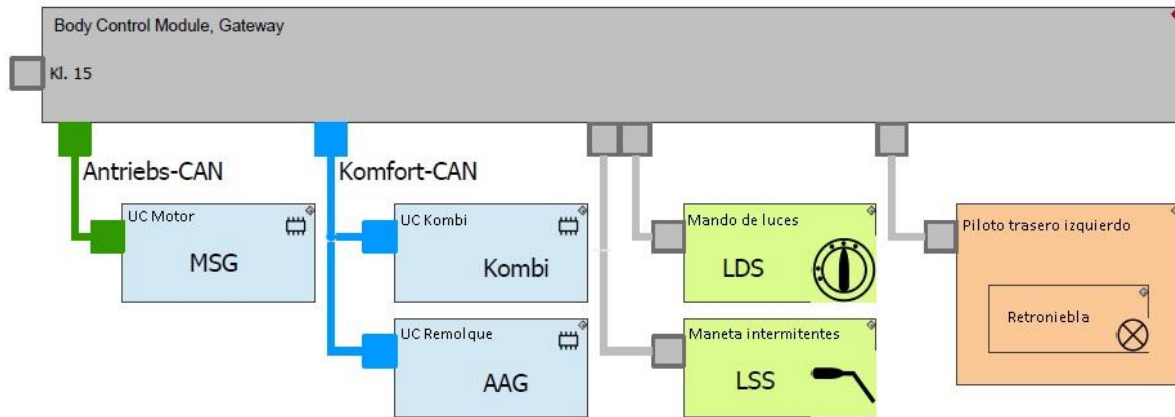 Body Control Module, Gateway
Kl. 15
Antriebs-CAN
Komfort-CAN
UC Motor
MSG
UC Kombi
Kombi
Mando de luces
LDS
Piloto trasero izquierdo
Retroniebla
UC Remolque
AAG
Maneta intermitentes
LSS